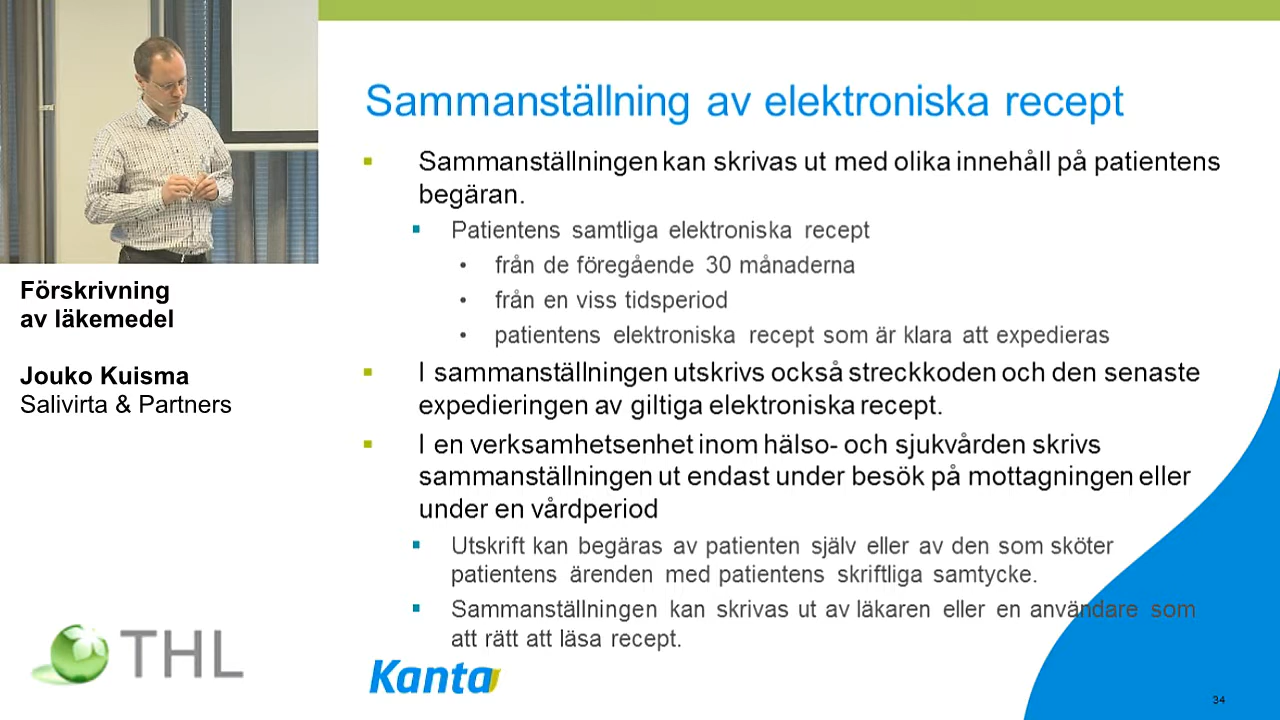 Sammanställning av elektroniska recept
Sammanställningen kan skrivas ut med olika innehåll på patientens
begäran.
Patientens samtliga elektroniska recept
från de föregående 30 månaderna
från en viss tidsperiod
patientens elektroniska recept som är klara att expedieras
I sammanställningen utskrivs också streckkoden och den senaste
expedieringen av giltiga elektroniska recept.
I en verksamhetsenhet inom hälso- och sjukvården skrivs
sammanställningen ut endast under besök på mottagningen eller
under en vårdperiod
Utskrift kan begäras av patienten själv eller av den som sköter
patientens ärenden med patientens skriftliga samtycke.
Sammanställningen kan skrivas ut av läkaren eller en användare som
att rätt att läsa recept.
Förskrivning
av läkemedel
Jouko Kuisma
Salivirta & Partners
THL
Kanta
34